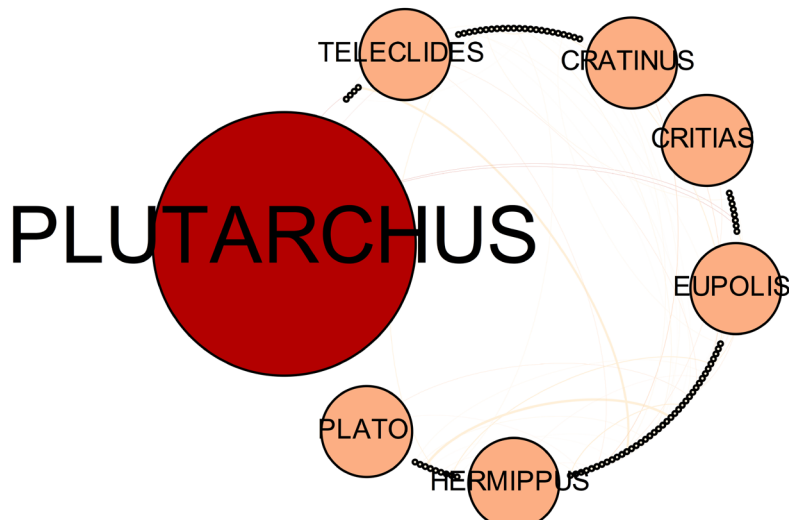 TELECLIDES
CRATINUS
CRITIAS
PLUTARCHUS
EUPOLIS
PLATO
HERMIPPUS